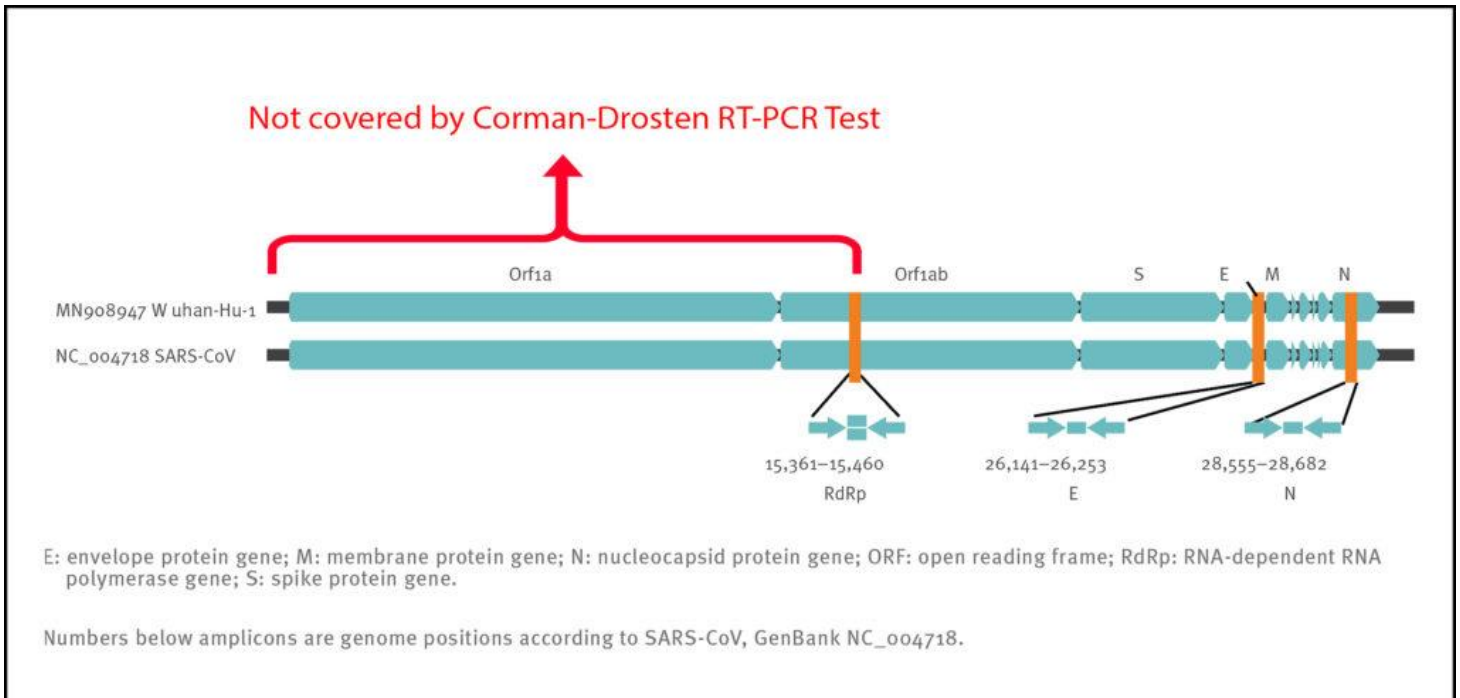 Not covered by Corman-Drosten RT-PCR Test
Orf1a Orf1ab S E M N
MN908947 W uhan-Hu-1
NC_004718 SARS-CoV
15,361–15,460 26,141–26,253 28,555–28,682
RdRp E N
E: envelope protein gene; M: membrane protein gene; N: nucleocapsid protein gene; ORF: open reading frame; RdRp: RNA-dependent RNA
polymerase gene; S: spike protein gene.
Numbers below amplicons are genome positions according to SARS-CoV, GenBank NC_004718.